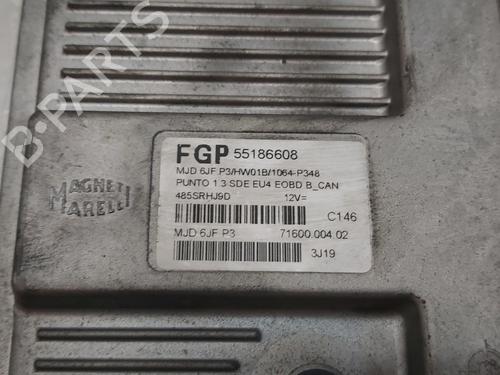 B-PARTS
FGP 55186608
MJD 6JF P3/HW01B/1064-P348
PUNTO 1.3 SDE EU4 EOBD B_CAN
485SRHJ9D 12V=
C146
MAGNETI
MARELLI
MJD 6JF P3 71600.004.02
3J19